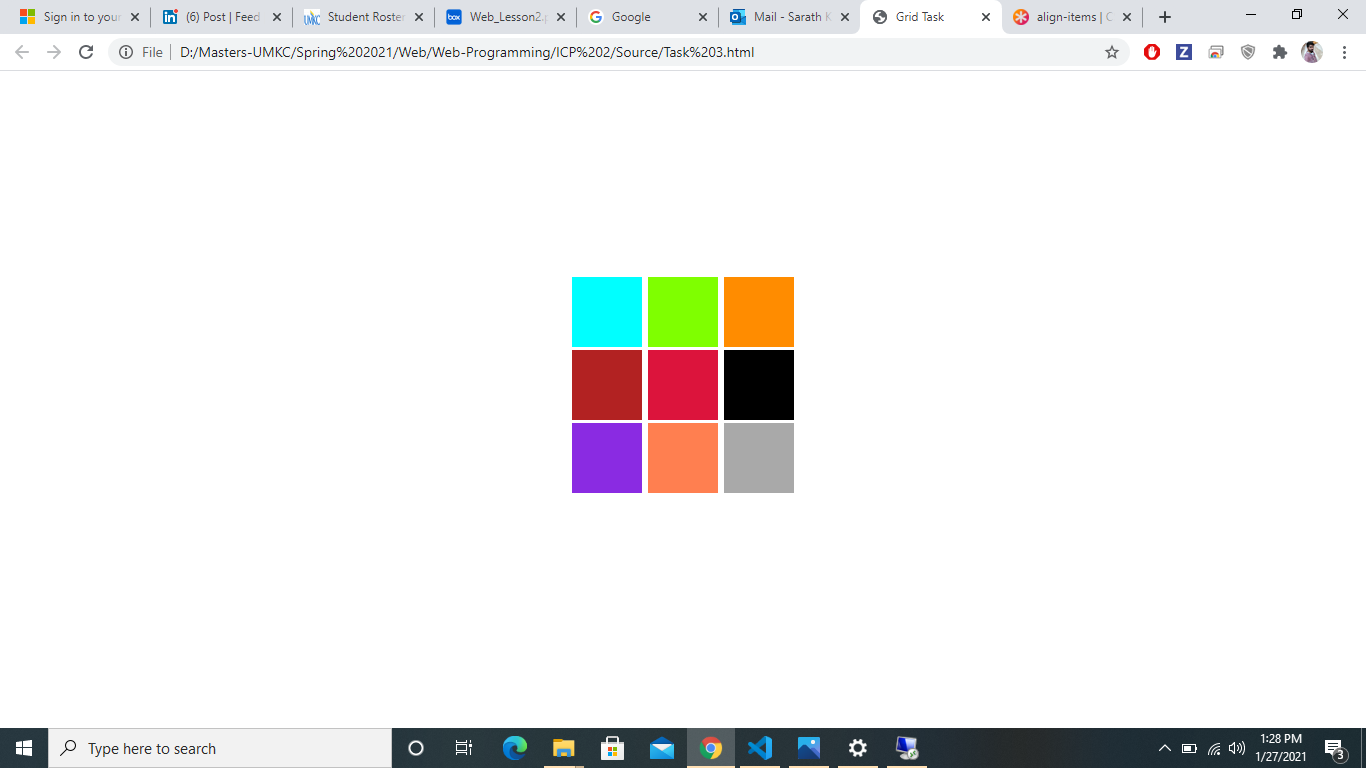 Sign in to your
(6) Post | Feed
Student Roster
Web_Lesson2.p
Google
Mail - Sarath K
Grid Task
align-items | C
File
D:/Masters-UMKC/Spring%202021/Web/Web-Programming/ICP%202/Source/Task%203.html
Type here to search
1:28 PM
1/27/2021
3